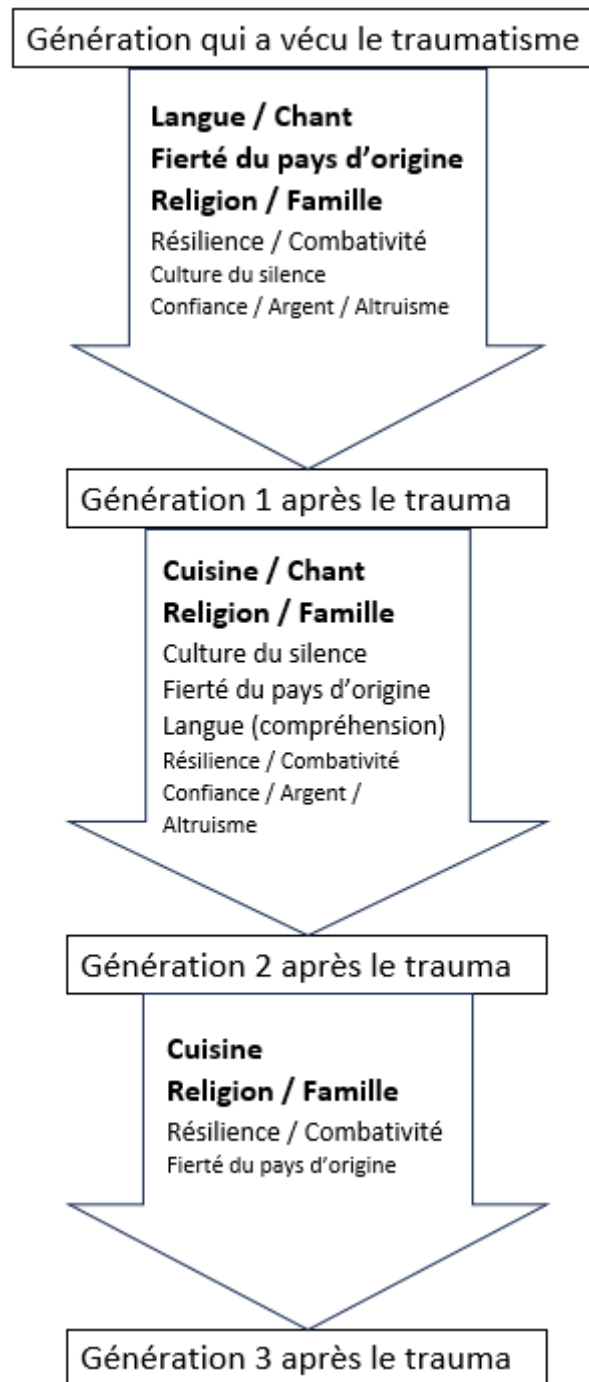 Génération qui a vécu le traumatisme
Langue / Chant
Fierté du pays d’origine
Religion / Famille
Résilience / Combativité
Culture du silence
Confiance / Argent / Altruisme
Génération 1 après le trauma
Cuisine / Chant
Religion / Famille
Culture du silence
Fierté du pays d’origine
Langue (compréhension)
Résilience / Combativité
Confiance / Argent /
Altruisme
Génération 2 après le trauma
Cuisine
Religion / Famille
Résilience / Combativité
Fierté du pays d’origine
Génération 3 après le trauma